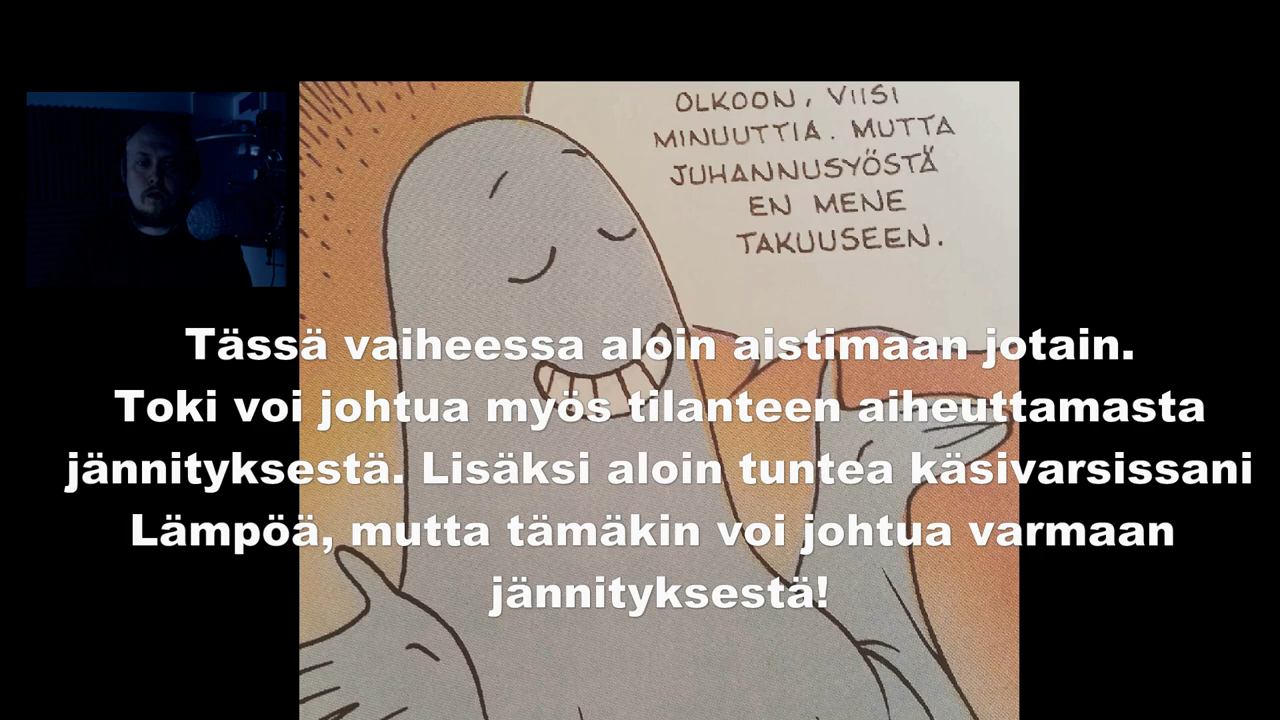 OLKOON, VIISI
MINUUTTIA. MUTTA
JUHANNUSYÖSTÄ
EN MENE
TAKUUSEEN.
Tässä vaiheessa aloin aistimaan jotain.
Toki voi johtua myös tilanteen aiheuttamasta
jännityksestä. Lisäksi aloin tuntea käsivarsissani
Lämpöä, mutta tämäkin voi johtua varmaan
jännityksestä!